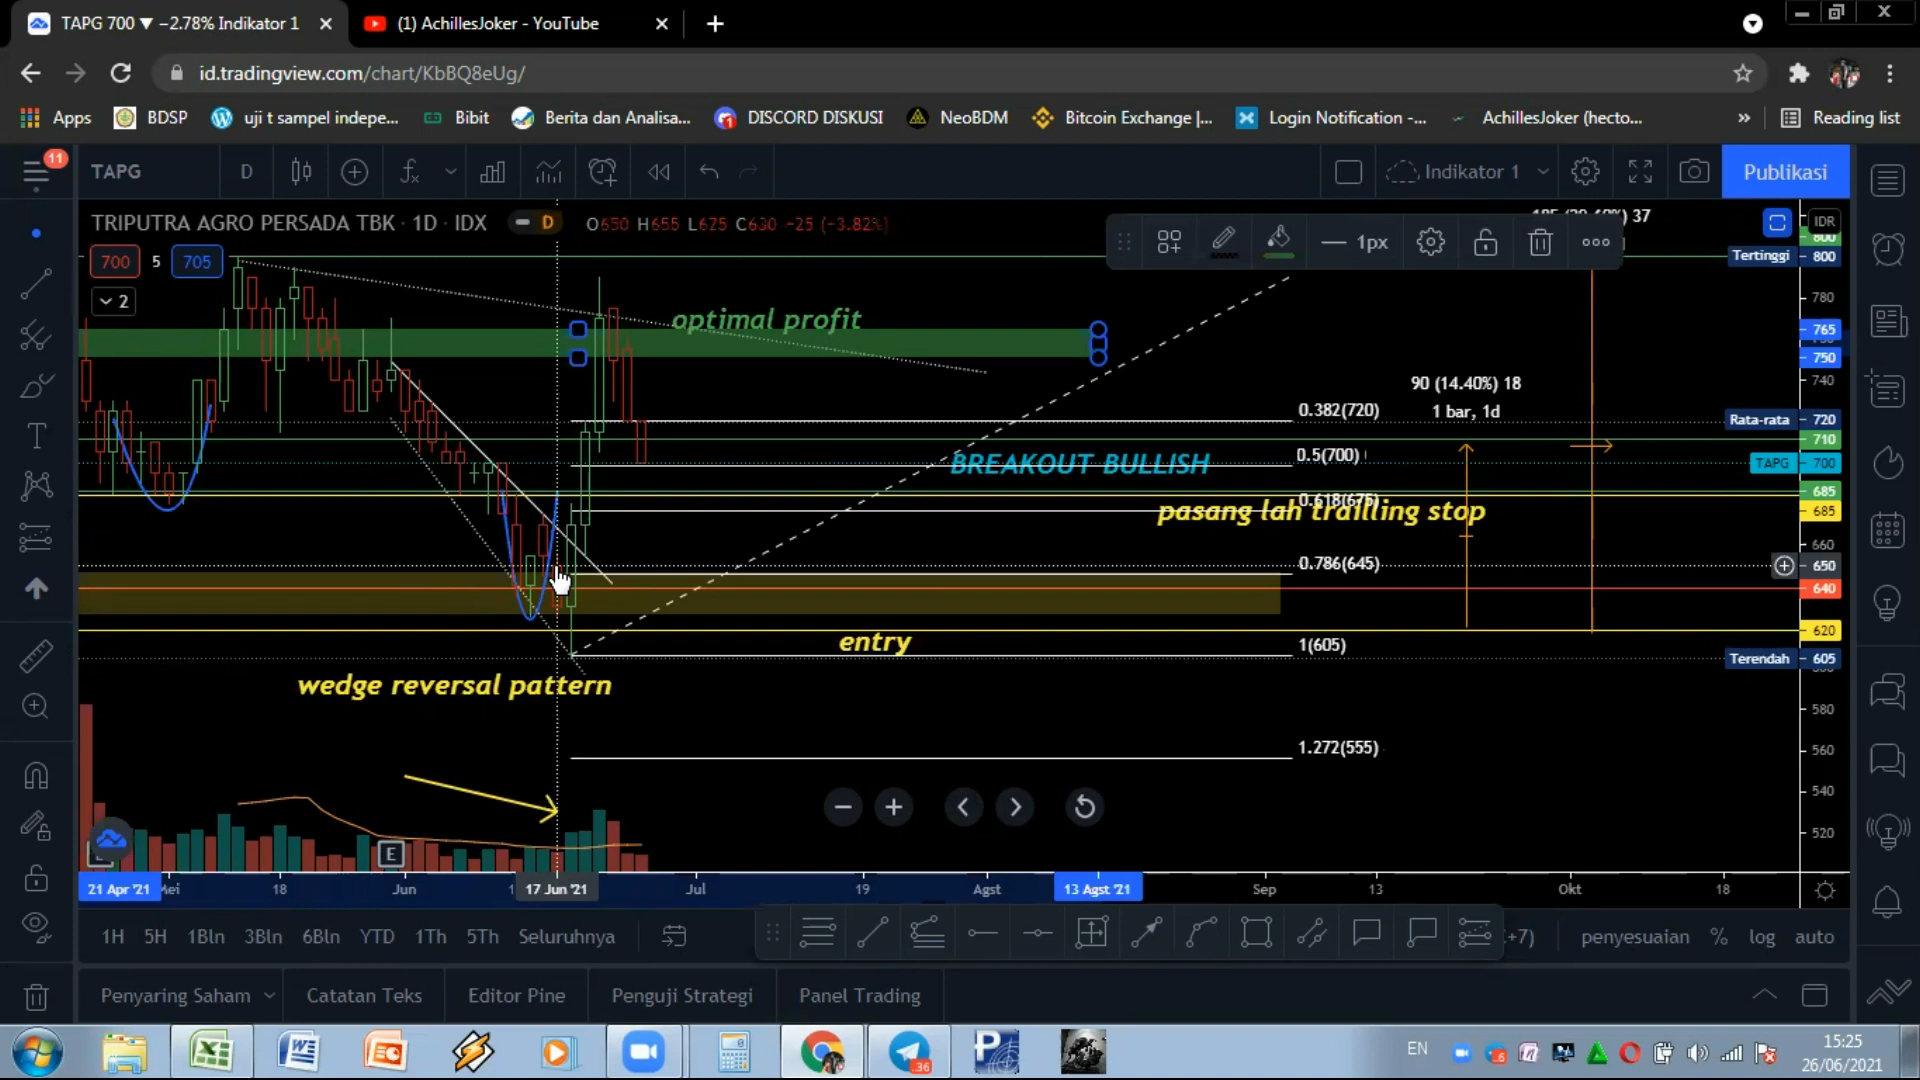 TAPG 700 ▼ −2.78% Indikator 1
(1) AchillesJoker - YouTube
id.tradingview.com/chart/KbBQ8eUg/
Apps
BDSP
uji t sampel indepe...
Bibit
Berita dan Analisa...
DISCORD DISKUSI
NeoBDM
Bitcoin Exchange |...
Login Notification -...
AchillesJoker (hecto...
»
Reading list
11
TAPG
D
Indikator 1
Publikasi
TRIPUTRA AGRO PERSADA TBK · 1D · IDX
D
O650 H655 L625 C630 −25 (−3.82%)
37
IDR
1px
700
5
705
2
800
Tertinggi 800
780
optimal profit
765
750
740
90 (14.40%) 18
1 bar, 1d
0.382(720)
Rata-rata 720
710
BREAKOUT BULLISH
0.5(700)
TAPG 700
685
0.618(675)
pasang lah trailling stop
685
660
0.786(645)
650
640
620
entry
1(605)
Terendah 605
wedge reversal pattern
580
1.272(555)
560
540
520
E
21 Apr '21
Mei
18
Jun
17 Jun '21
Jul
19
Agst
13 Agst '21
Sep
13
Okt
18
1H
5H
1Bln
3Bln
6Bln
YTD
1Th
5Th
Seluruhnya
(+7)
penyesuaian
%
log
auto
Penyaring Saham
Catatan Teks
Editor Pine
Penguji Strategi
Panel Trading
36
EN
15:25
26/06/2021